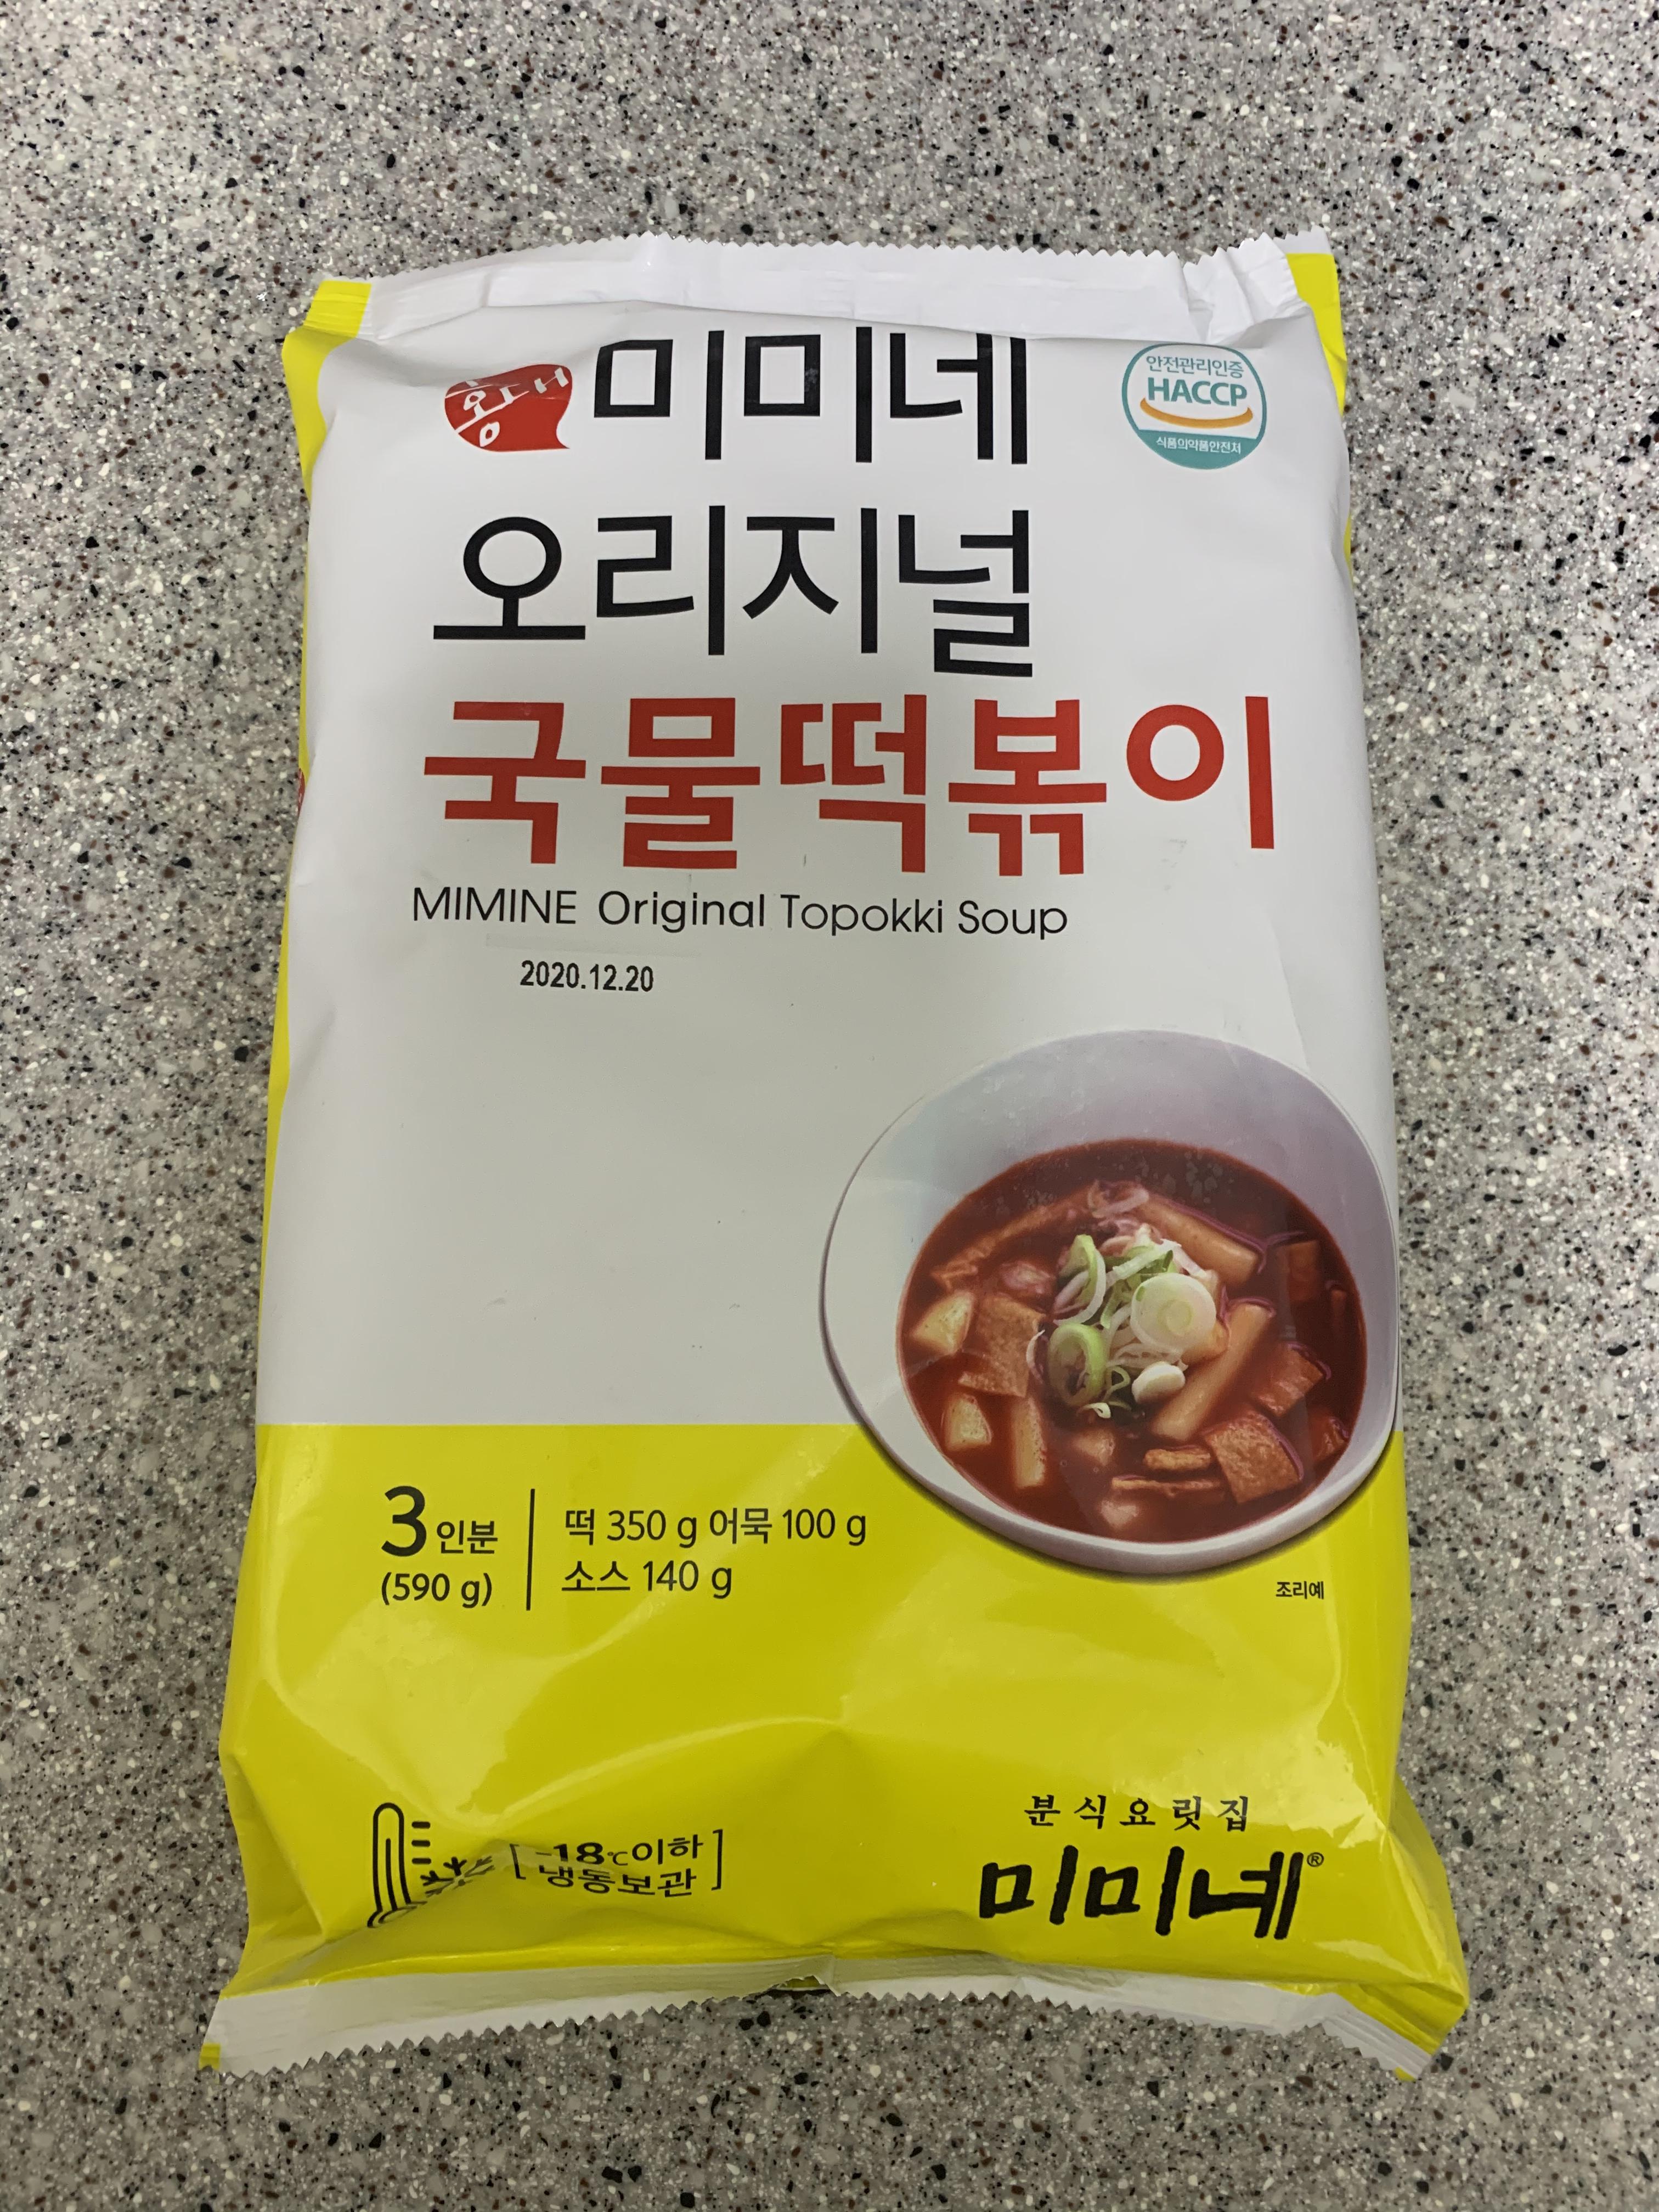 미미네
안전관리인증
HACCP
식품의약품안전처
오리지널
국물떡볶이
MIMINE Original Topokki Soup
2020.12.20
3인분
(590 g)
떡 350 g 어묵 100 g
소스 140 g
조리예
-18℃이하
냉동보관
분식요릿집
미미네®